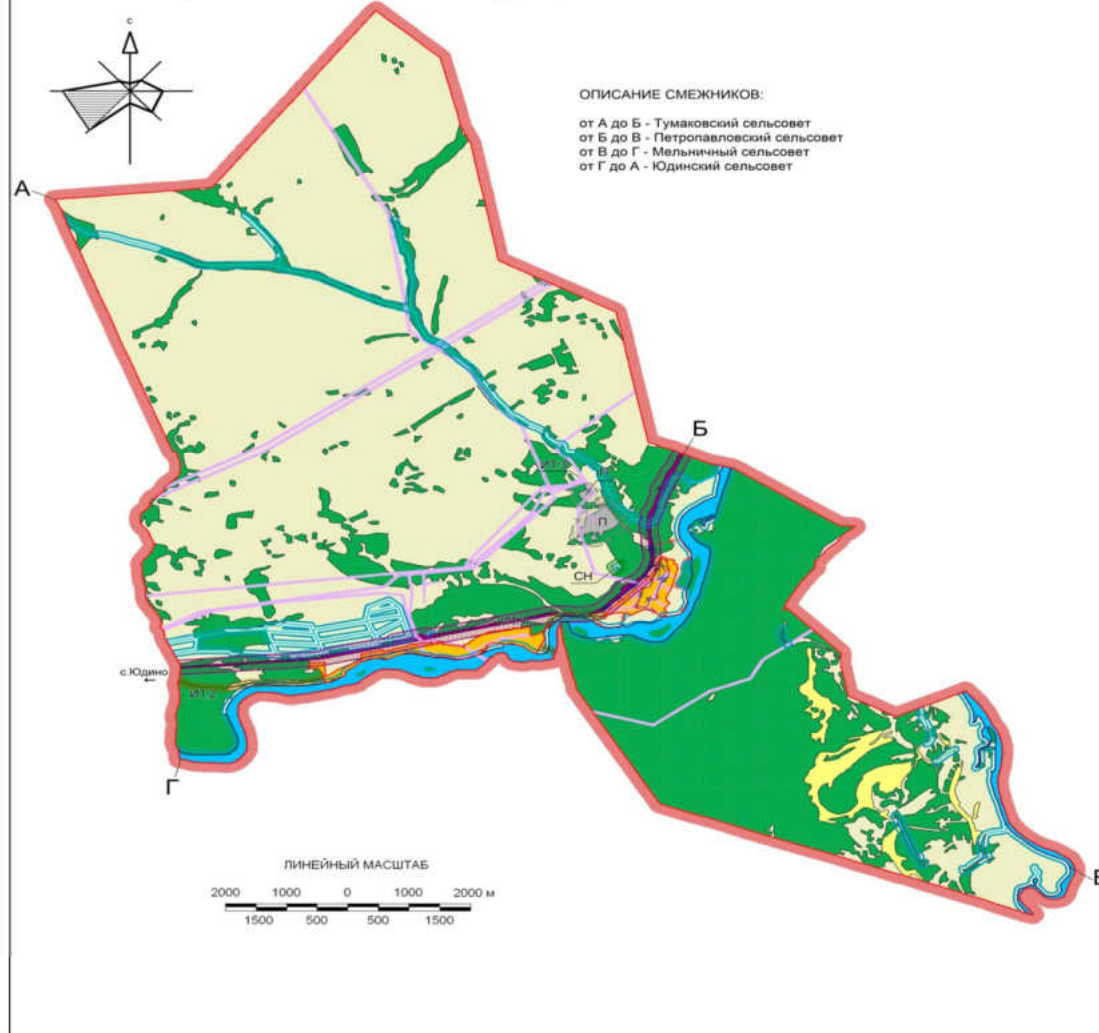 с
ОПИСАНИЕ СМЕЖНИКОВ:
от А до Б - Тумаковский сельсовет
от Б до В - Петропавловский сельсовет
от В до Г - Мельничный сельсовет
от Г до А - Юдинский сельсовет
А
Б
П
СН
с.Юдино
Г
ЛИНЕЙНЫЙ МАСШТАБ
2000 1000 0 1000 2000 м
1500 500 500 1500